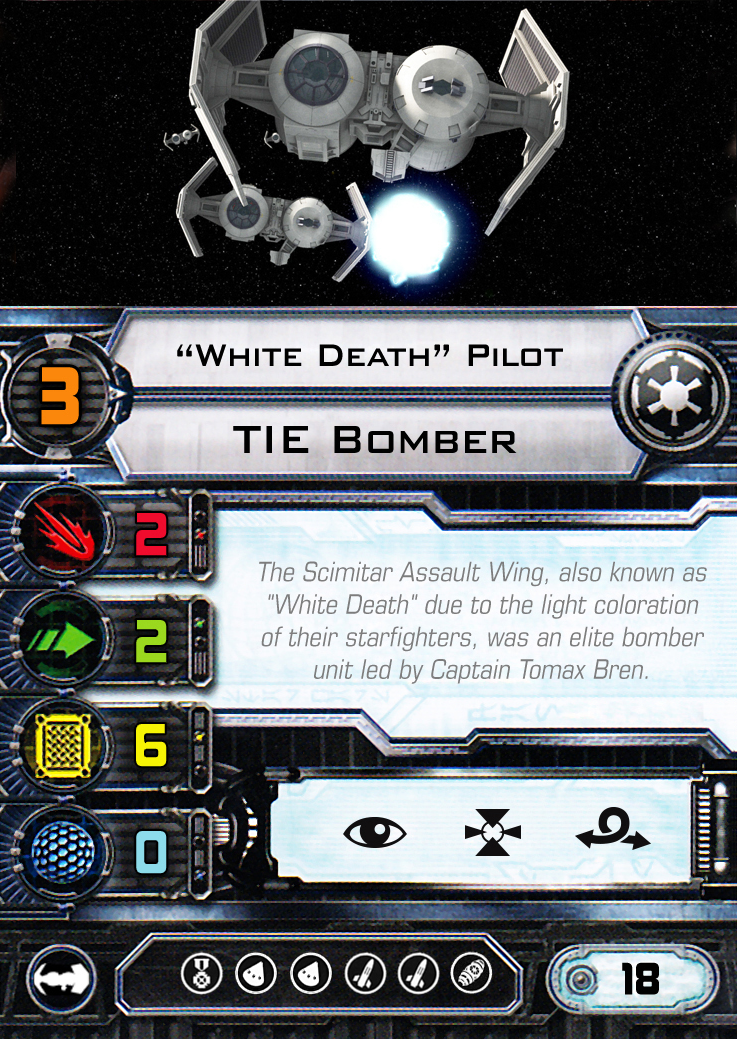 “White Death” Pilot
3
TIE Bomber
2
The Scimitar Assault Wing, also known as
"White Death" due to the light coloration
of their starfighters, was an elite bomber
unit led by Captain Tomax Bren.
2
6
0
18